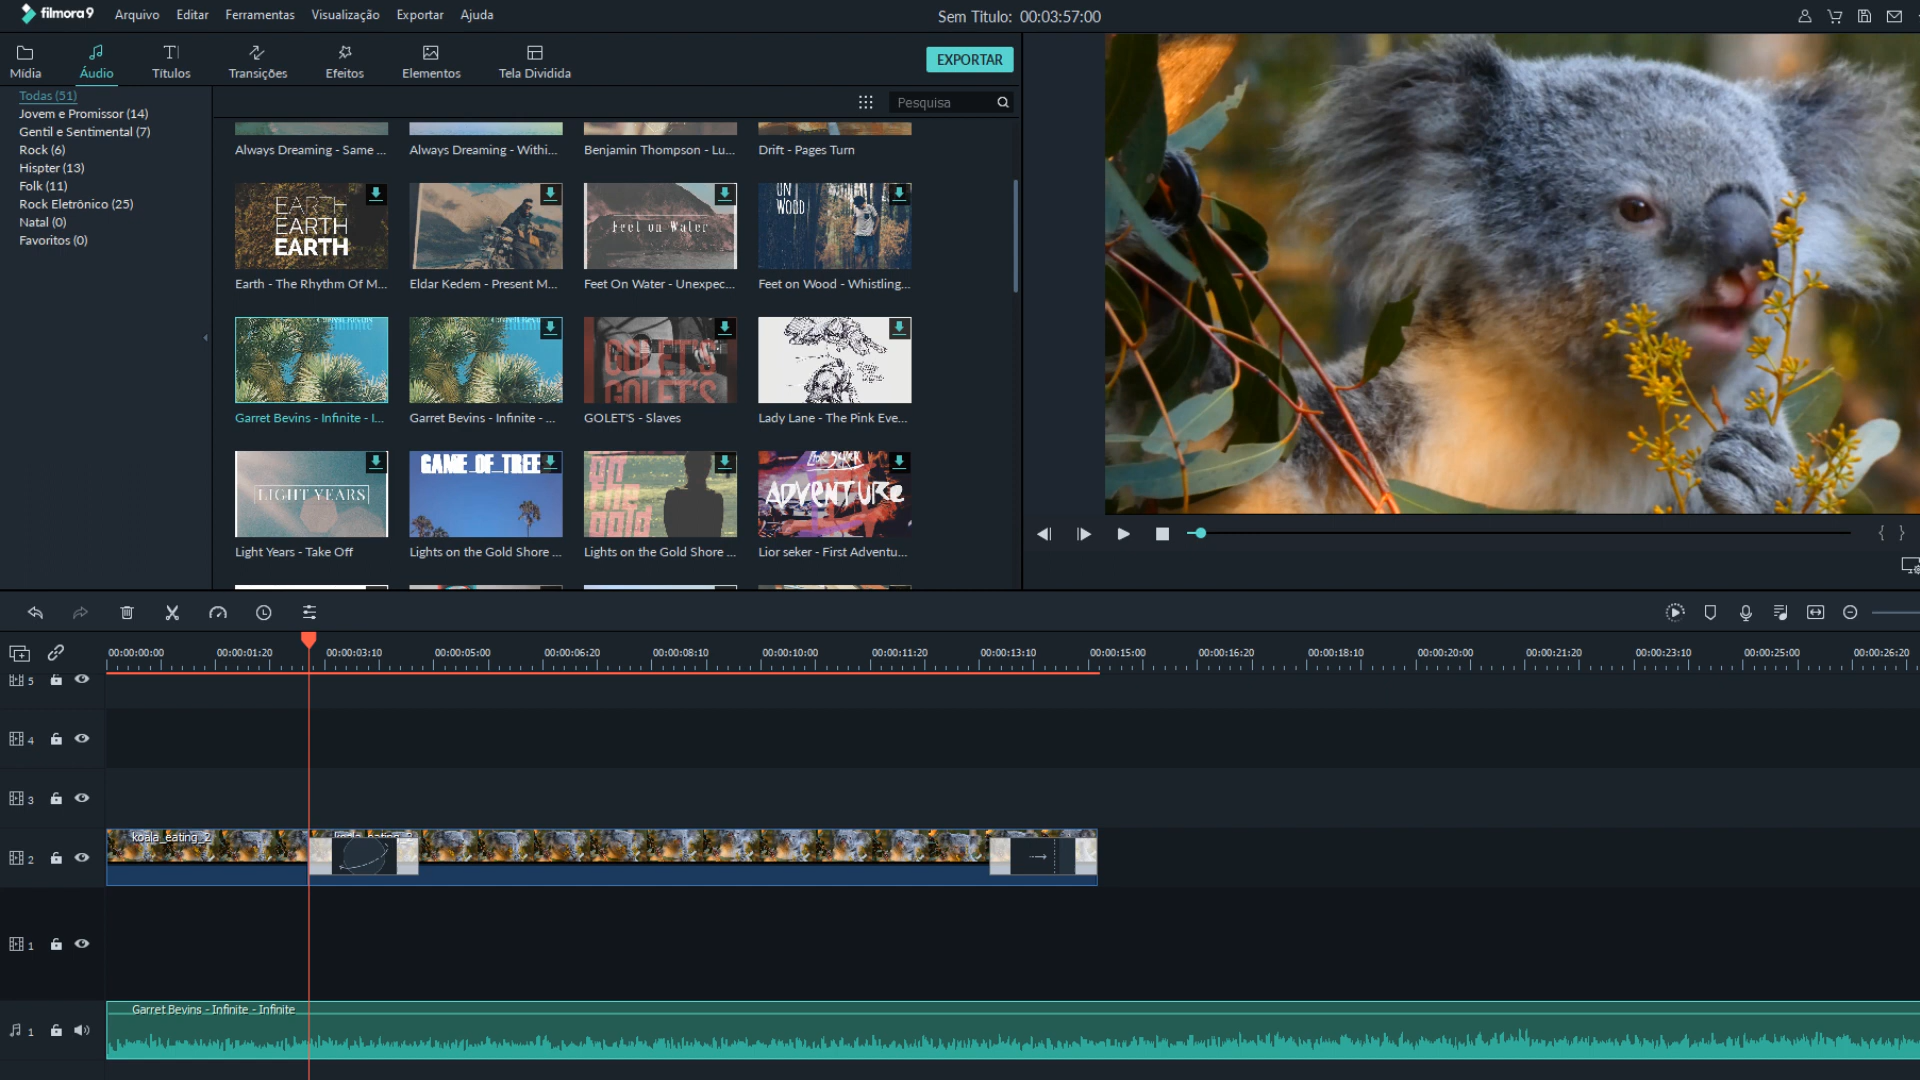 filmora9 Arquivo Editar Ferramentas Visualização Exportar Ajuda Sem Titulo: 00:03:57:00
Mídia Áudio Títulos Transições Efeitos Elementos Tela Dividida EXPORTAR
Todas (51)
Jovem e Promissor (14)
Gentil e Sentimental (7)
Rock (6)
Hispter (13)
Folk (11)
Rock Eletrônico (25)
Natal (0)
Favoritos (0)
Pesquisa
Always Dreaming - Same ... Always Dreaming - Withi... Benjamin Thompson - Lu... Drift - Pages Turn
EARTH
EARTH
EARTH
Feet on Water
ON
WOOD
Earth - The Rhythm Of M... Eldar Kedem - Present M... Feet On Water - Unexpec... Feet on Wood - Whistling...
GOLET'S
GOLET'S
Garret Bevins - Infinite - I... Garret Bevins - Infinite - ... GOLET'S - Slaves Lady Lane - The Pink Eve...
LIGHT YEARS
GAME OF TREE
on
the
gold
LIOR SEKER
ADVENTURE
Light Years - Take Off Lights on the Gold Shore ... Lights on the Gold Shore ... Lior seker - First Adventu...
00:00:00:00 00:00:01:20 00:00:03:10 00:00:05:00 00:00:06:20 00:00:08:10 00:00:10:00 00:00:11:20 00:00:13:10 00:00:15:00 00:00:16:20 00:00:18:10 00:00:20:00 00:00:21:20 00:00:23:10 00:00:25:00 00:00:26:20
5
4
3
koala_eating_2 koala_eating_2
2
1
Garret Bevins - Infinite - Infinite
1